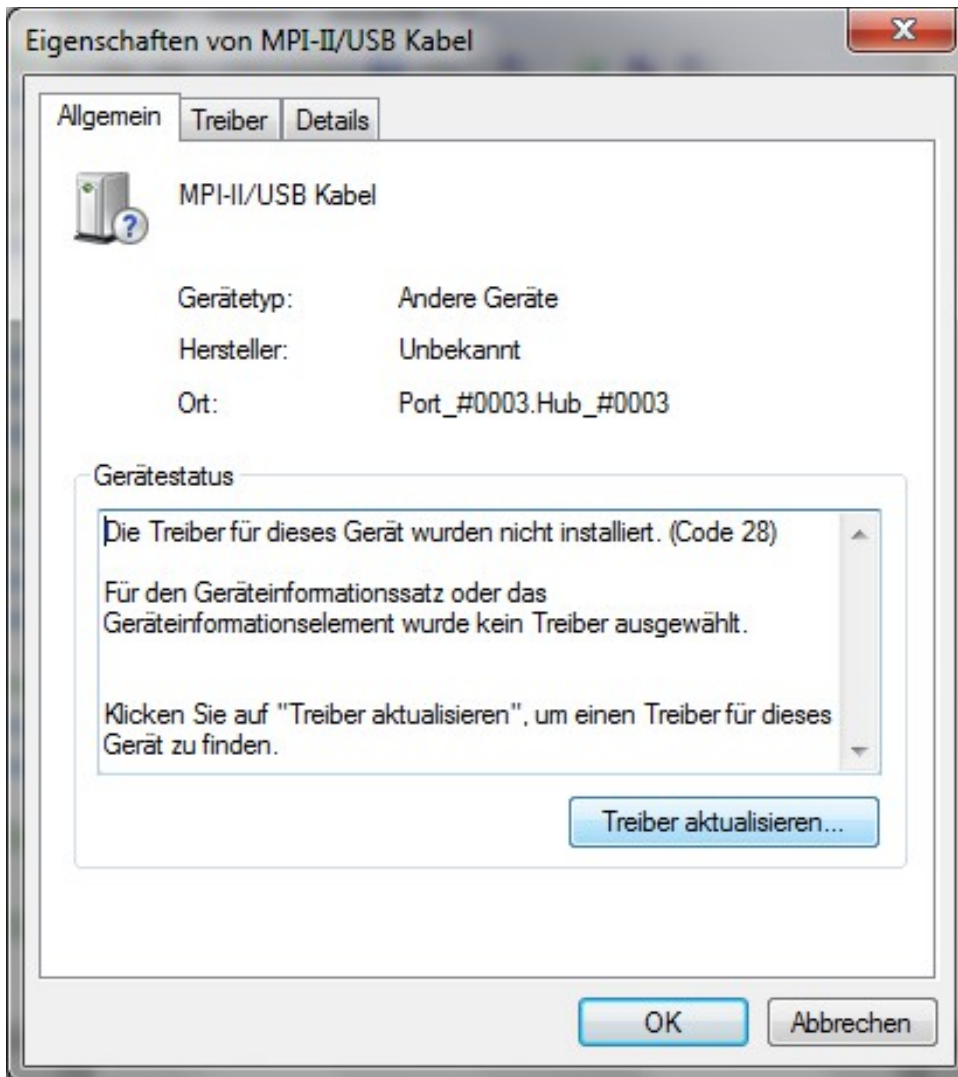 Eigenschaften von MPI-II/USB Kabel
Allgemein
Treiber
Details
MPI-II/USB Kabel
Gerätetyp: Andere Geräte
Hersteller: Unbekannt
Ort: Port_#0003.Hub_#0003
Gerätestatus
Die Treiber für dieses Gerät wurden nicht installiert. (Code 28)
Für den Geräteinformationssatz oder das
Geräteinformationselement wurde kein Treiber ausgewählt.
Klicken Sie auf "Treiber aktualisieren", um einen Treiber für dieses
Gerät zu finden.
Treiber aktualisieren...
OK
Abbrechen